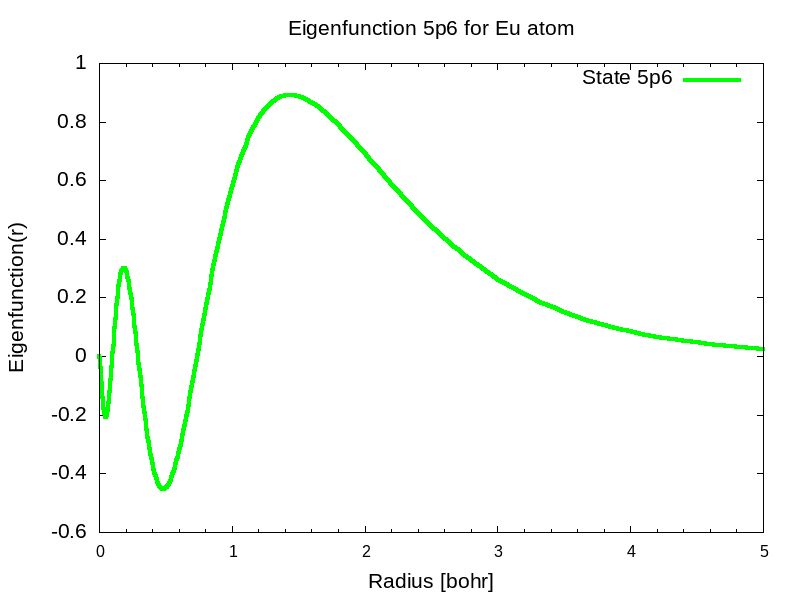 Eigenfunction 5p6 for Eu atom
State 5p6
1
0.8
0.6
0.4
0.2
0
-0.2
-0.4
-0.6
Eigenfunction(r)
0 1 2 3 4 5
Radius [bohr]